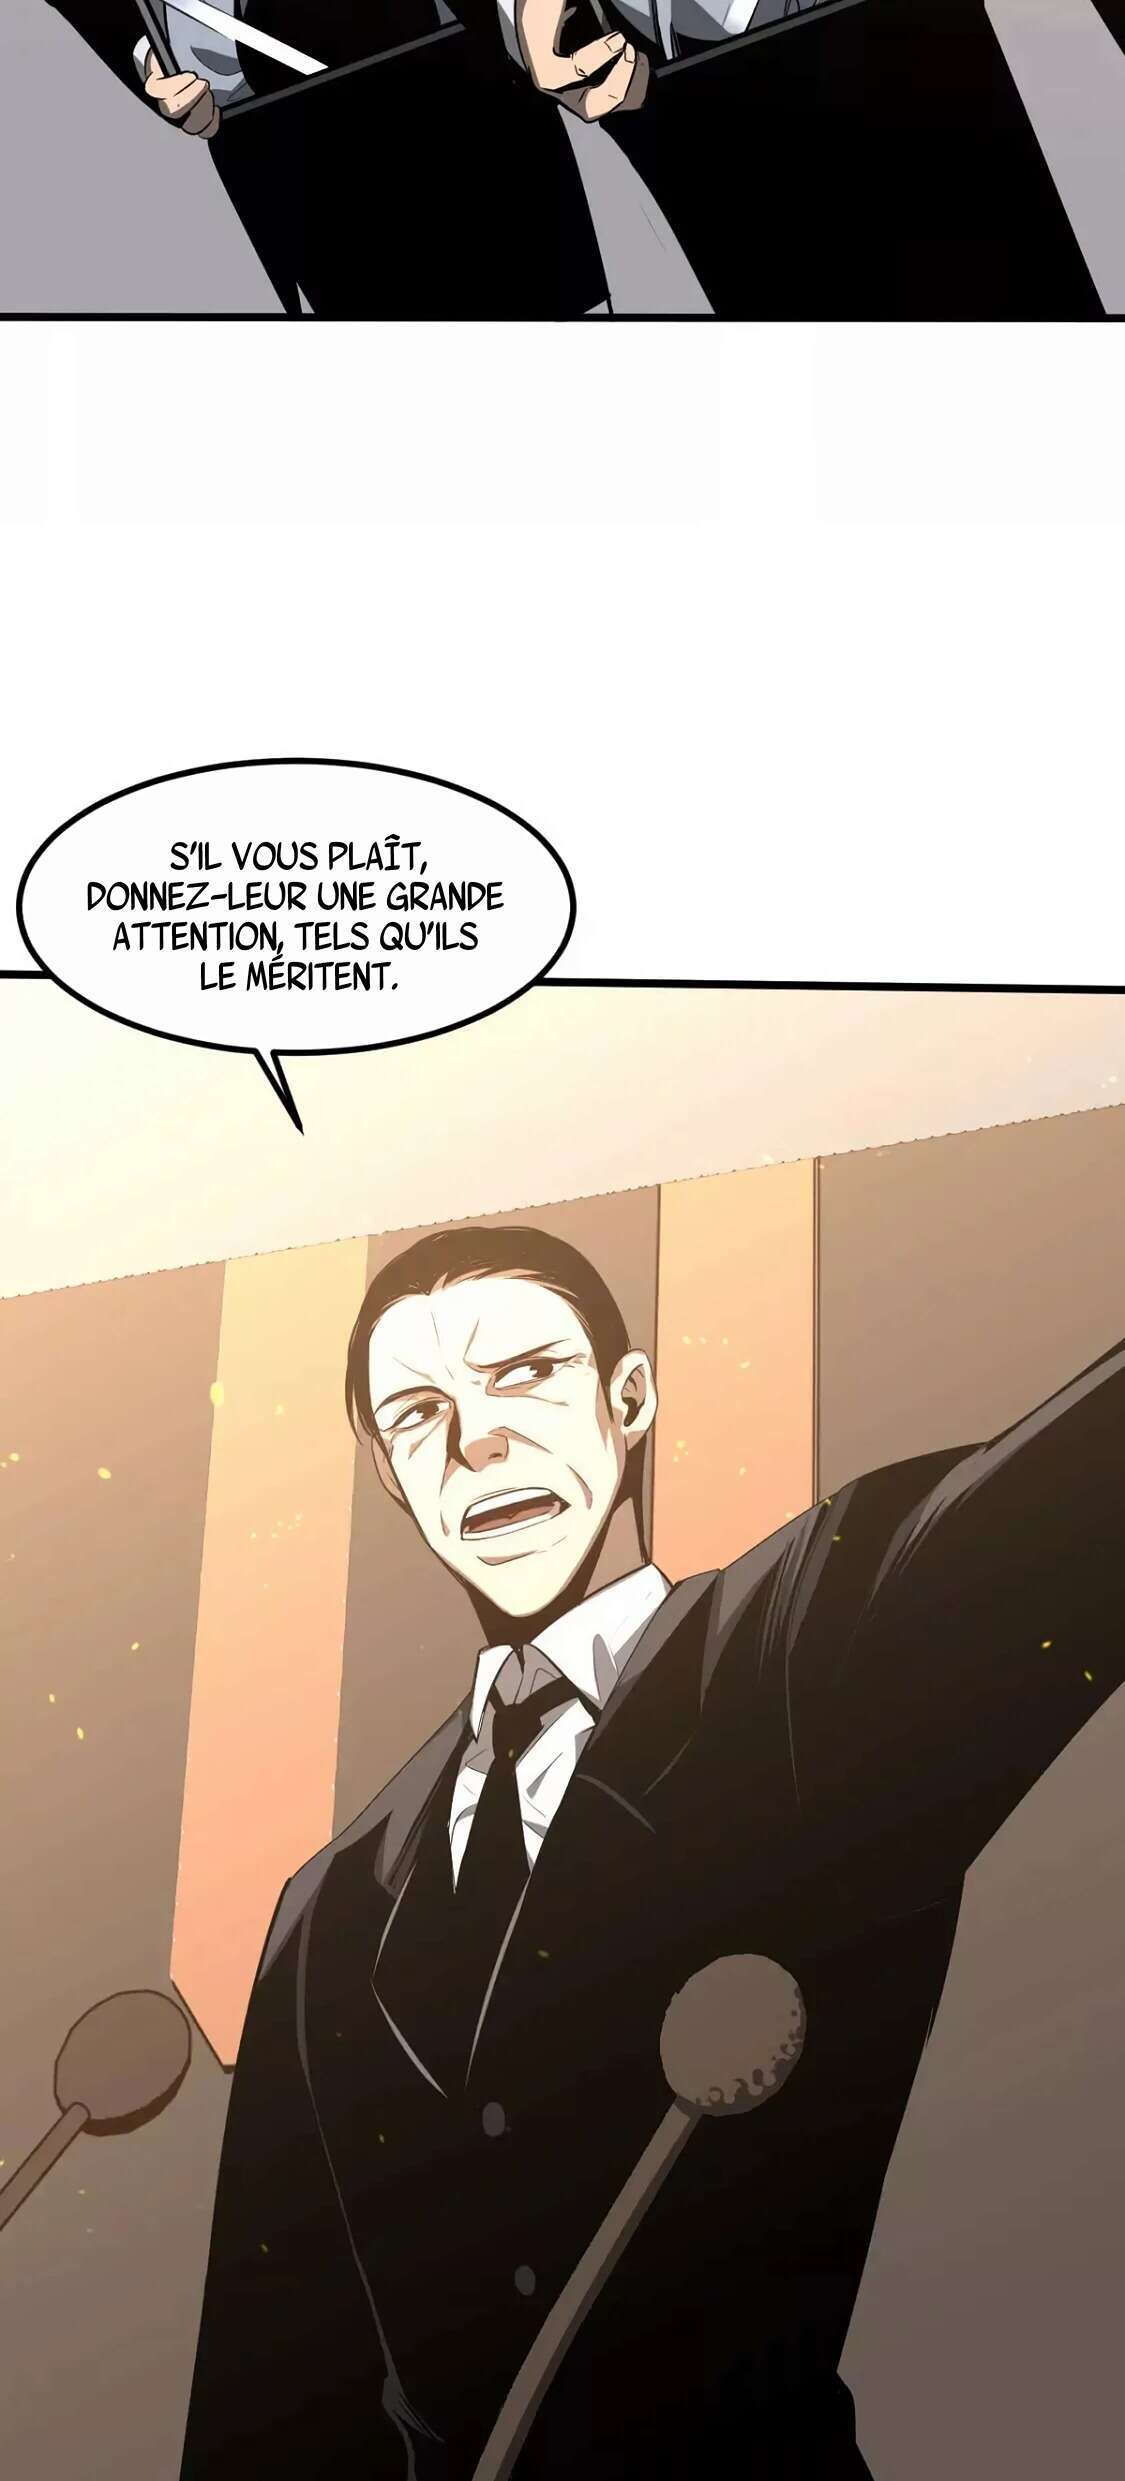 S'IL VOUS PLAÎT,
DONNEZ-LEUR UNE GRANDE
ATTENTION, TELS QU'ILS
LE MÉRITENT.